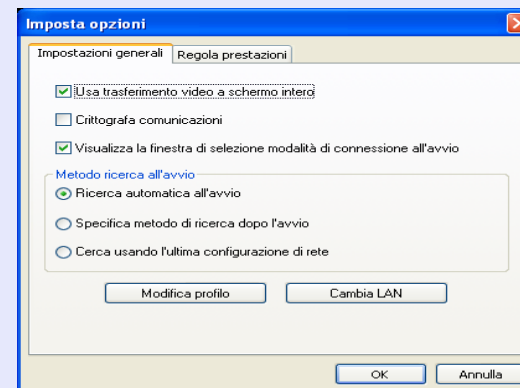 Imposta opzioni
Impostazioni generali
Regola prestazioni
Usa trasferimento video a schermo intero
Crittografa comunicazioni
Visualizza la finestra di selezione modalità di connessione all'avvio
Metodo ricerca all'avvio
Ricerca automatica all'avvio
Specifica metodo di ricerca dopo l'avvio
Cerca usando l'ultima configurazione di rete
Modifica profilo
Cambia LAN
OK
Annulla